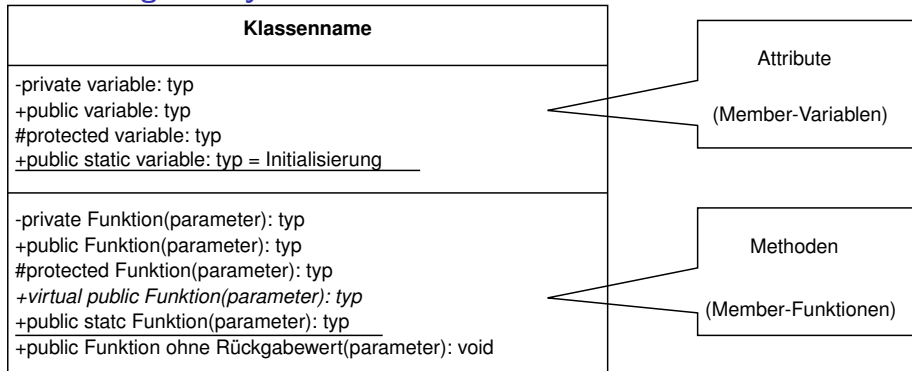 Klassenname
-private variable: typ
+public variable: typ
#protected variable: typ
+public static variable: typ = Initialisierung
Attribute
(Member-Variablen)
-private Funktion(parameter): typ
+public Funktion(parameter): typ
#protected Funktion(parameter): typ
+virtual public Funktion(parameter): typ
+public statc Funktion(parameter): typ
+public Funktion ohne Rückgabewert(parameter): void
Methoden
(Member-Funktionen)